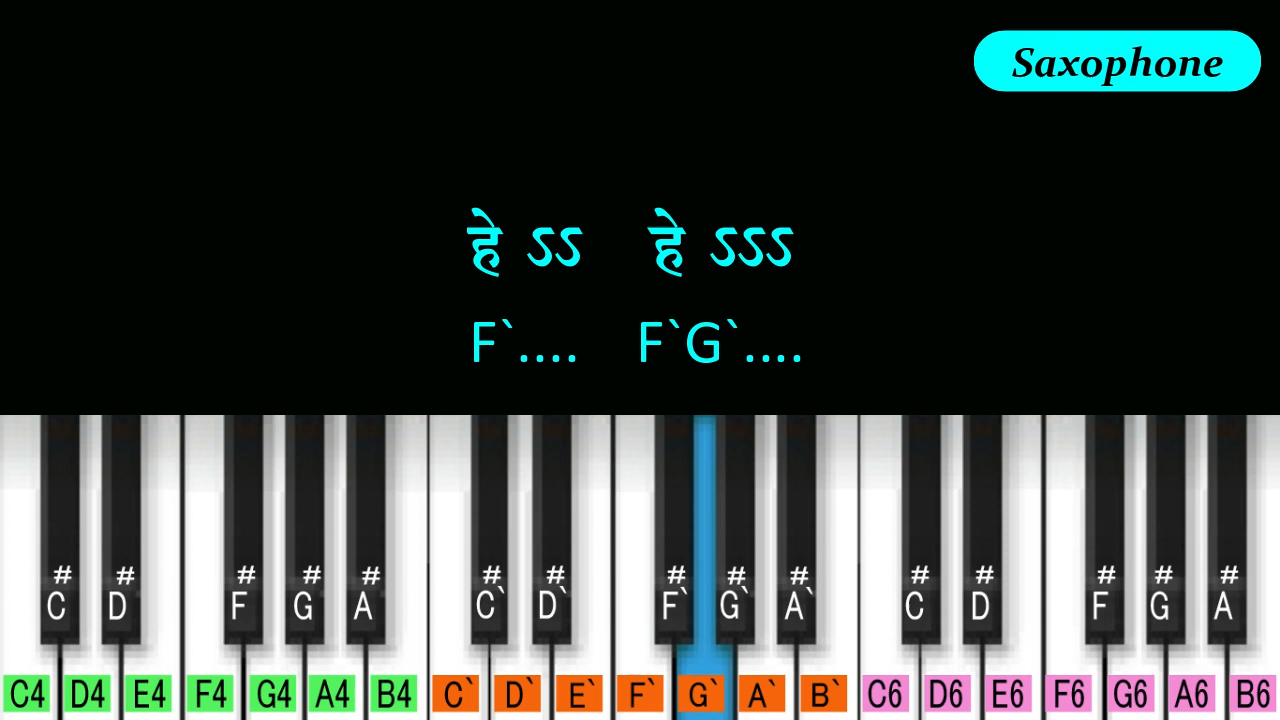 Saxophone
हे ऽऽ हे ऽऽऽ
F`.... F`G`....
# # # # # # # # # # # # # # #
C D F G A C` D` F` G` A` C D F G A
C4 D4 E4 F4 G4 A4 B4 C` D` E` F` G` A` B` C6 D6 E6 F6 G6 A6 B6